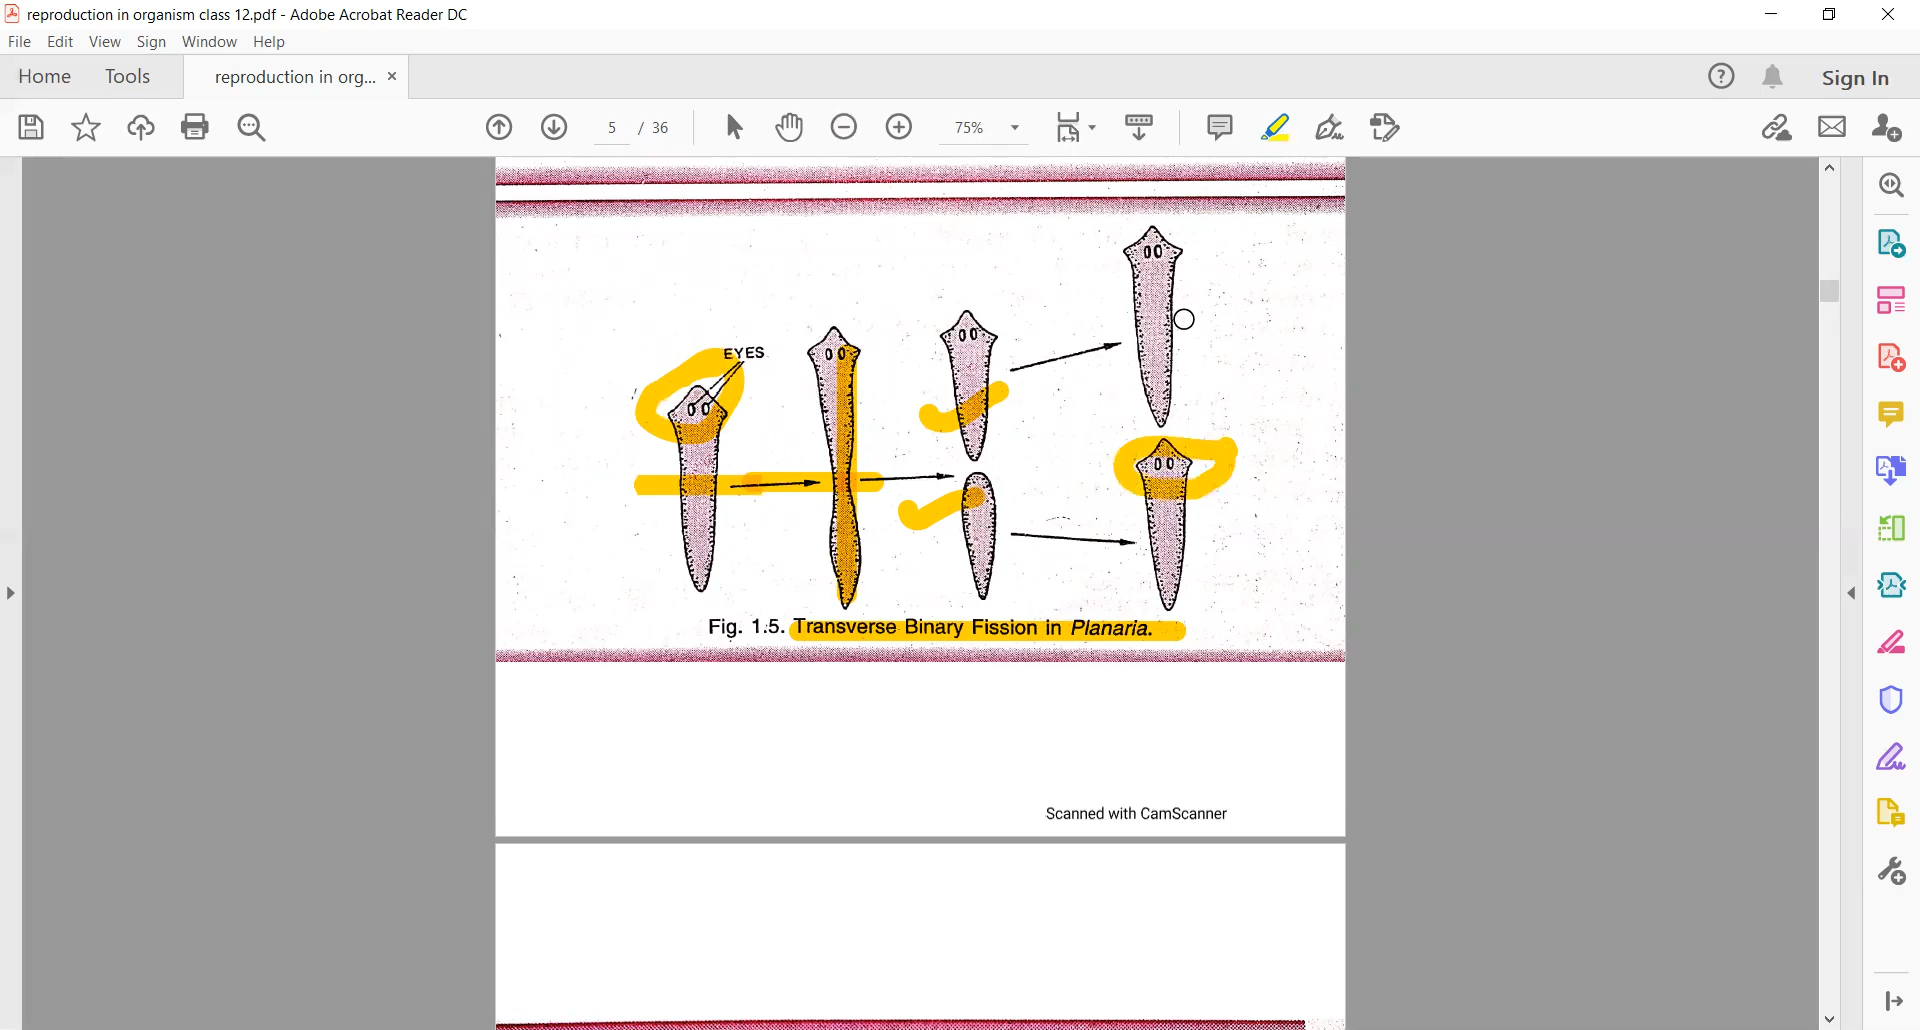 reproduction in organism class 12.pdf - Adobe Acrobat Reader DC
File Edit View Sign Window Help
Home Tools reproduction in org... ×
Sign In
5 / 36
75%
EYES
Fig. 1.5. Transverse Binary Fission in Planaria.
Scanned with CamScanner